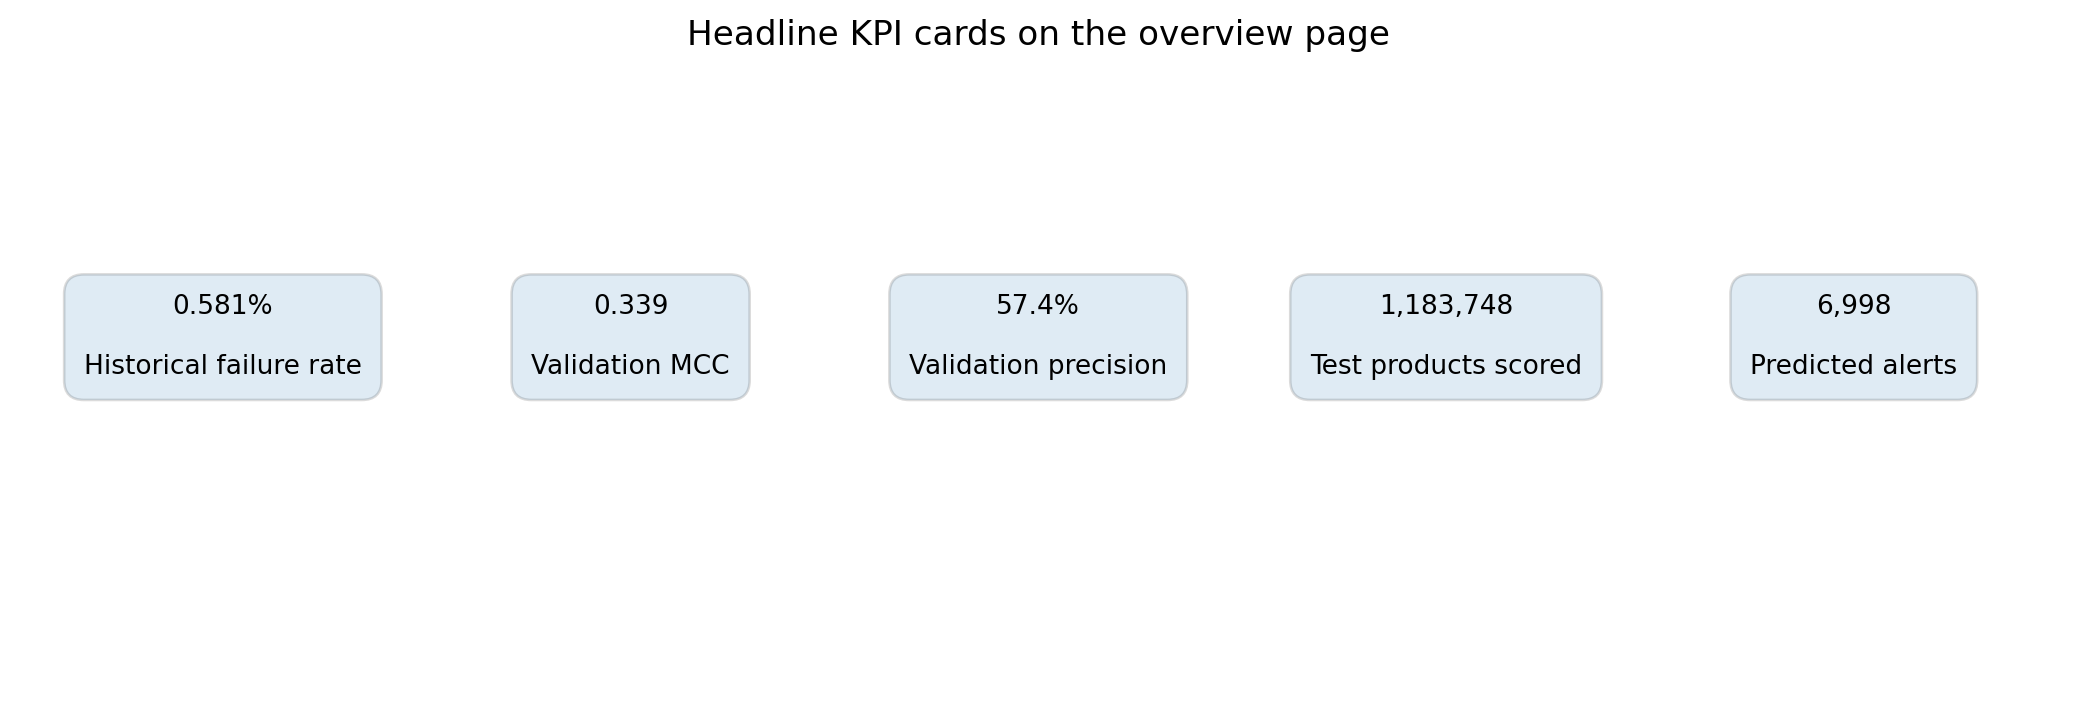 Headline KPI cards on the overview page
0.581%
Historical failure rate
0.339
Validation MCC
57.4%
Validation precision
1,183,748
Test products scored
6,998
Predicted alerts